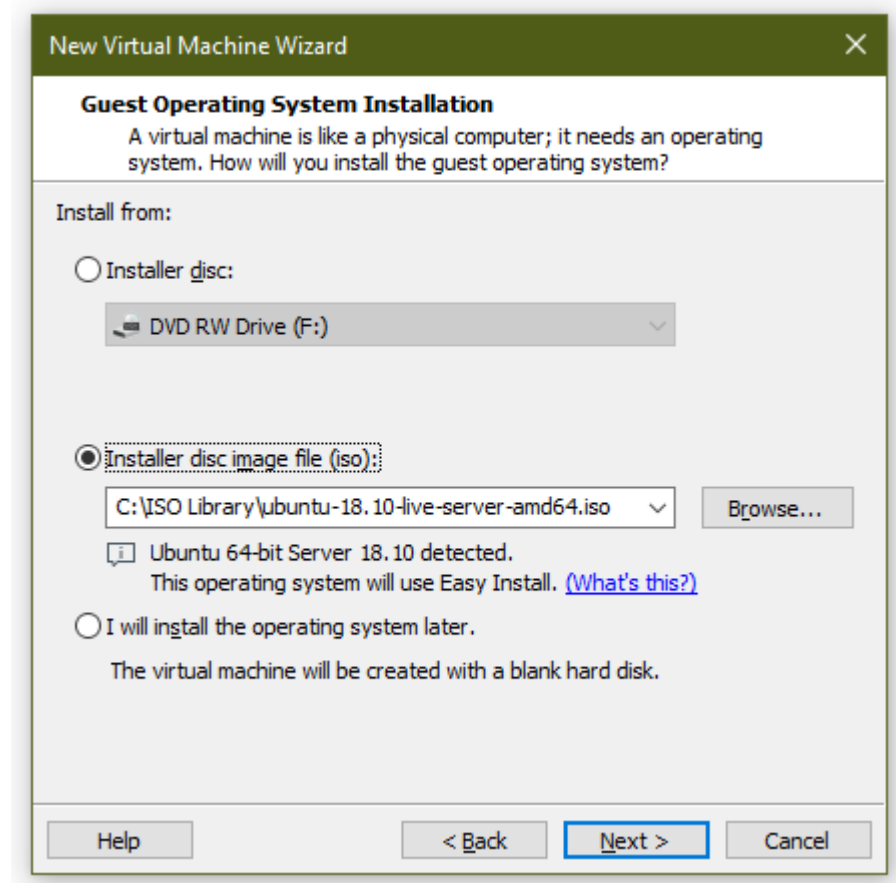 New Virtual Machine Wizard
Guest Operating System Installation
A virtual machine is like a physical computer; it needs an operating
system. How will you install the guest operating system?
Install from:
Installer disc:
DVD RW Drive (F:)
Installer disc image file (iso):
C:\ISO Library\ubuntu-18.10-live-server-amd64.iso
Browse...
Ubuntu 64-bit Server 18.10 detected.
This operating system will use Easy Install. (What's this?)
I will install the operating system later.
The virtual machine will be created with a blank hard disk.
Help
< Back
Next >
Cancel